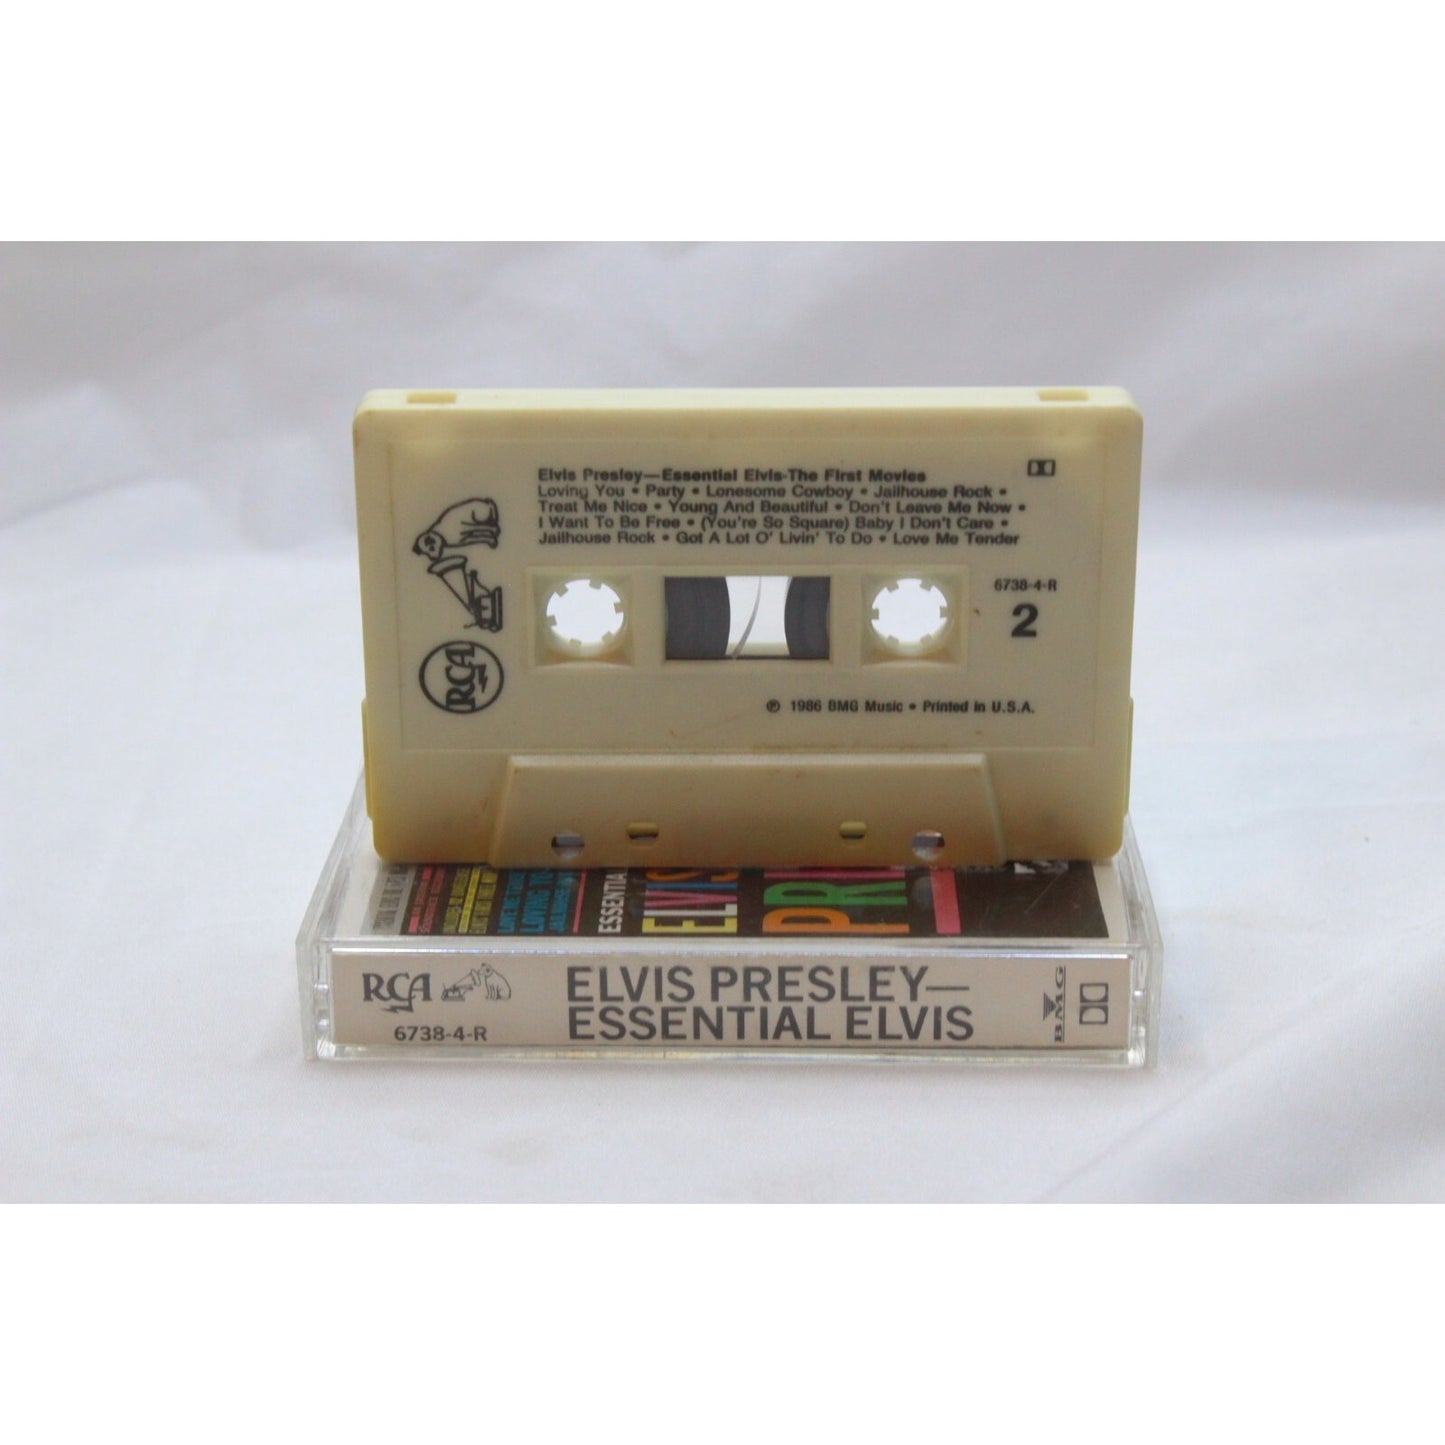 Elvis Presley—Essential Elvis-The First Movies
Loving You • Party • Lonesome Cowboy • Jailhouse Rock •
Treat Me Nice • Young And Beautiful • Don't Leave Me Now •
I Want To Be Free • (You're So Square) Baby I Don't Care •
Jailhouse Rock • Got A Lot O' Livin' To Do • Love Me Tender
6738-4-R
2
RCA
℗ 1986 BMG Music • Printed in U.S.A.
LOVING
ESSENTIAL
ELVIS
PR
RCA
6738-4-R
ELVIS PRESLEY—
ESSENTIAL ELVIS
BMG